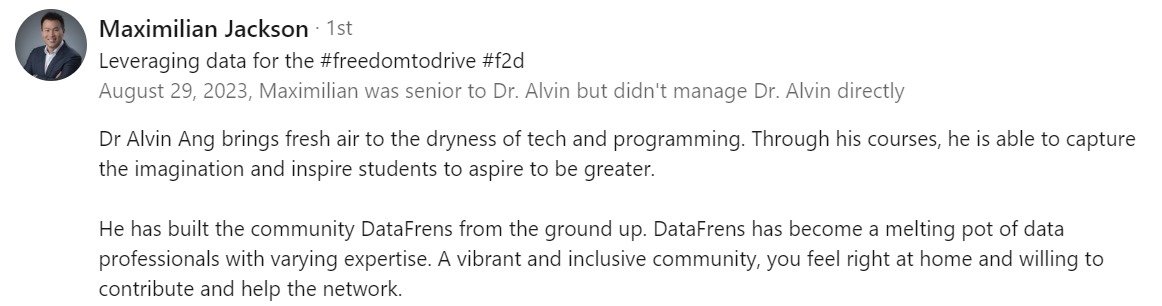 Maximilian Jackson · 1st
Leveraging data for the #freedomtodrive #f2d
August 29, 2023, Maximilian was senior to Dr. Alvin but didn't manage Dr. Alvin directly
Dr Alvin Ang brings fresh air to the dryness of tech and programming. Through his courses, he is able to capture
the imagination and inspire students to aspire to be greater.
He has built the community DataFrens from the ground up. DataFrens has become a melting pot of data
professionals with varying expertise. A vibrant and inclusive community, you feel right at home and willing to
contribute and help the network.